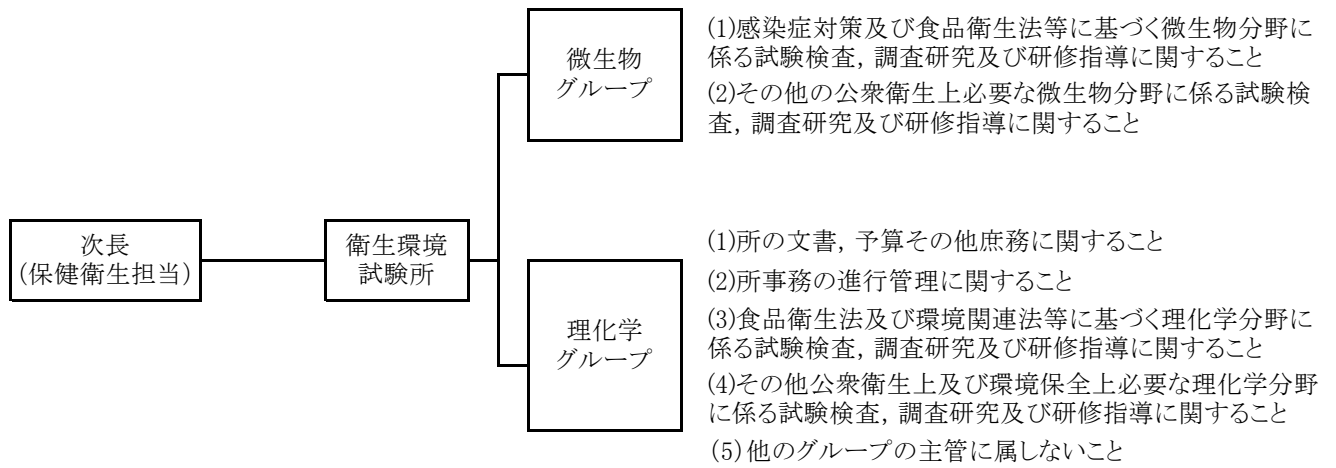 微生物
グループ
(1)感染症対策及び食品衛生法等に基づく微生物分野に
係る試験検査，調査研究及び研修指導に関すること
(2)その他の公衆衛生上必要な微生物分野に係る試験検
査，調査研究及び研修指導に関すること
次長
(保健衛生担当)
衛生環境
試験所
理化学
グループ
(1)所の文書，予算その他庶務に関すること
(2)所事務の進行管理に関すること
(3)食品衛生法及び環境関連法等に基づく理化学分野に
係る試験検査，調査研究及び研修指導に関すること
(4)その他公衆衛生上及び環境保全上必要な理化学分野
に係る試験検査，調査研究及び研修指導に関すること
(5)他のグループの主管に属しないこと